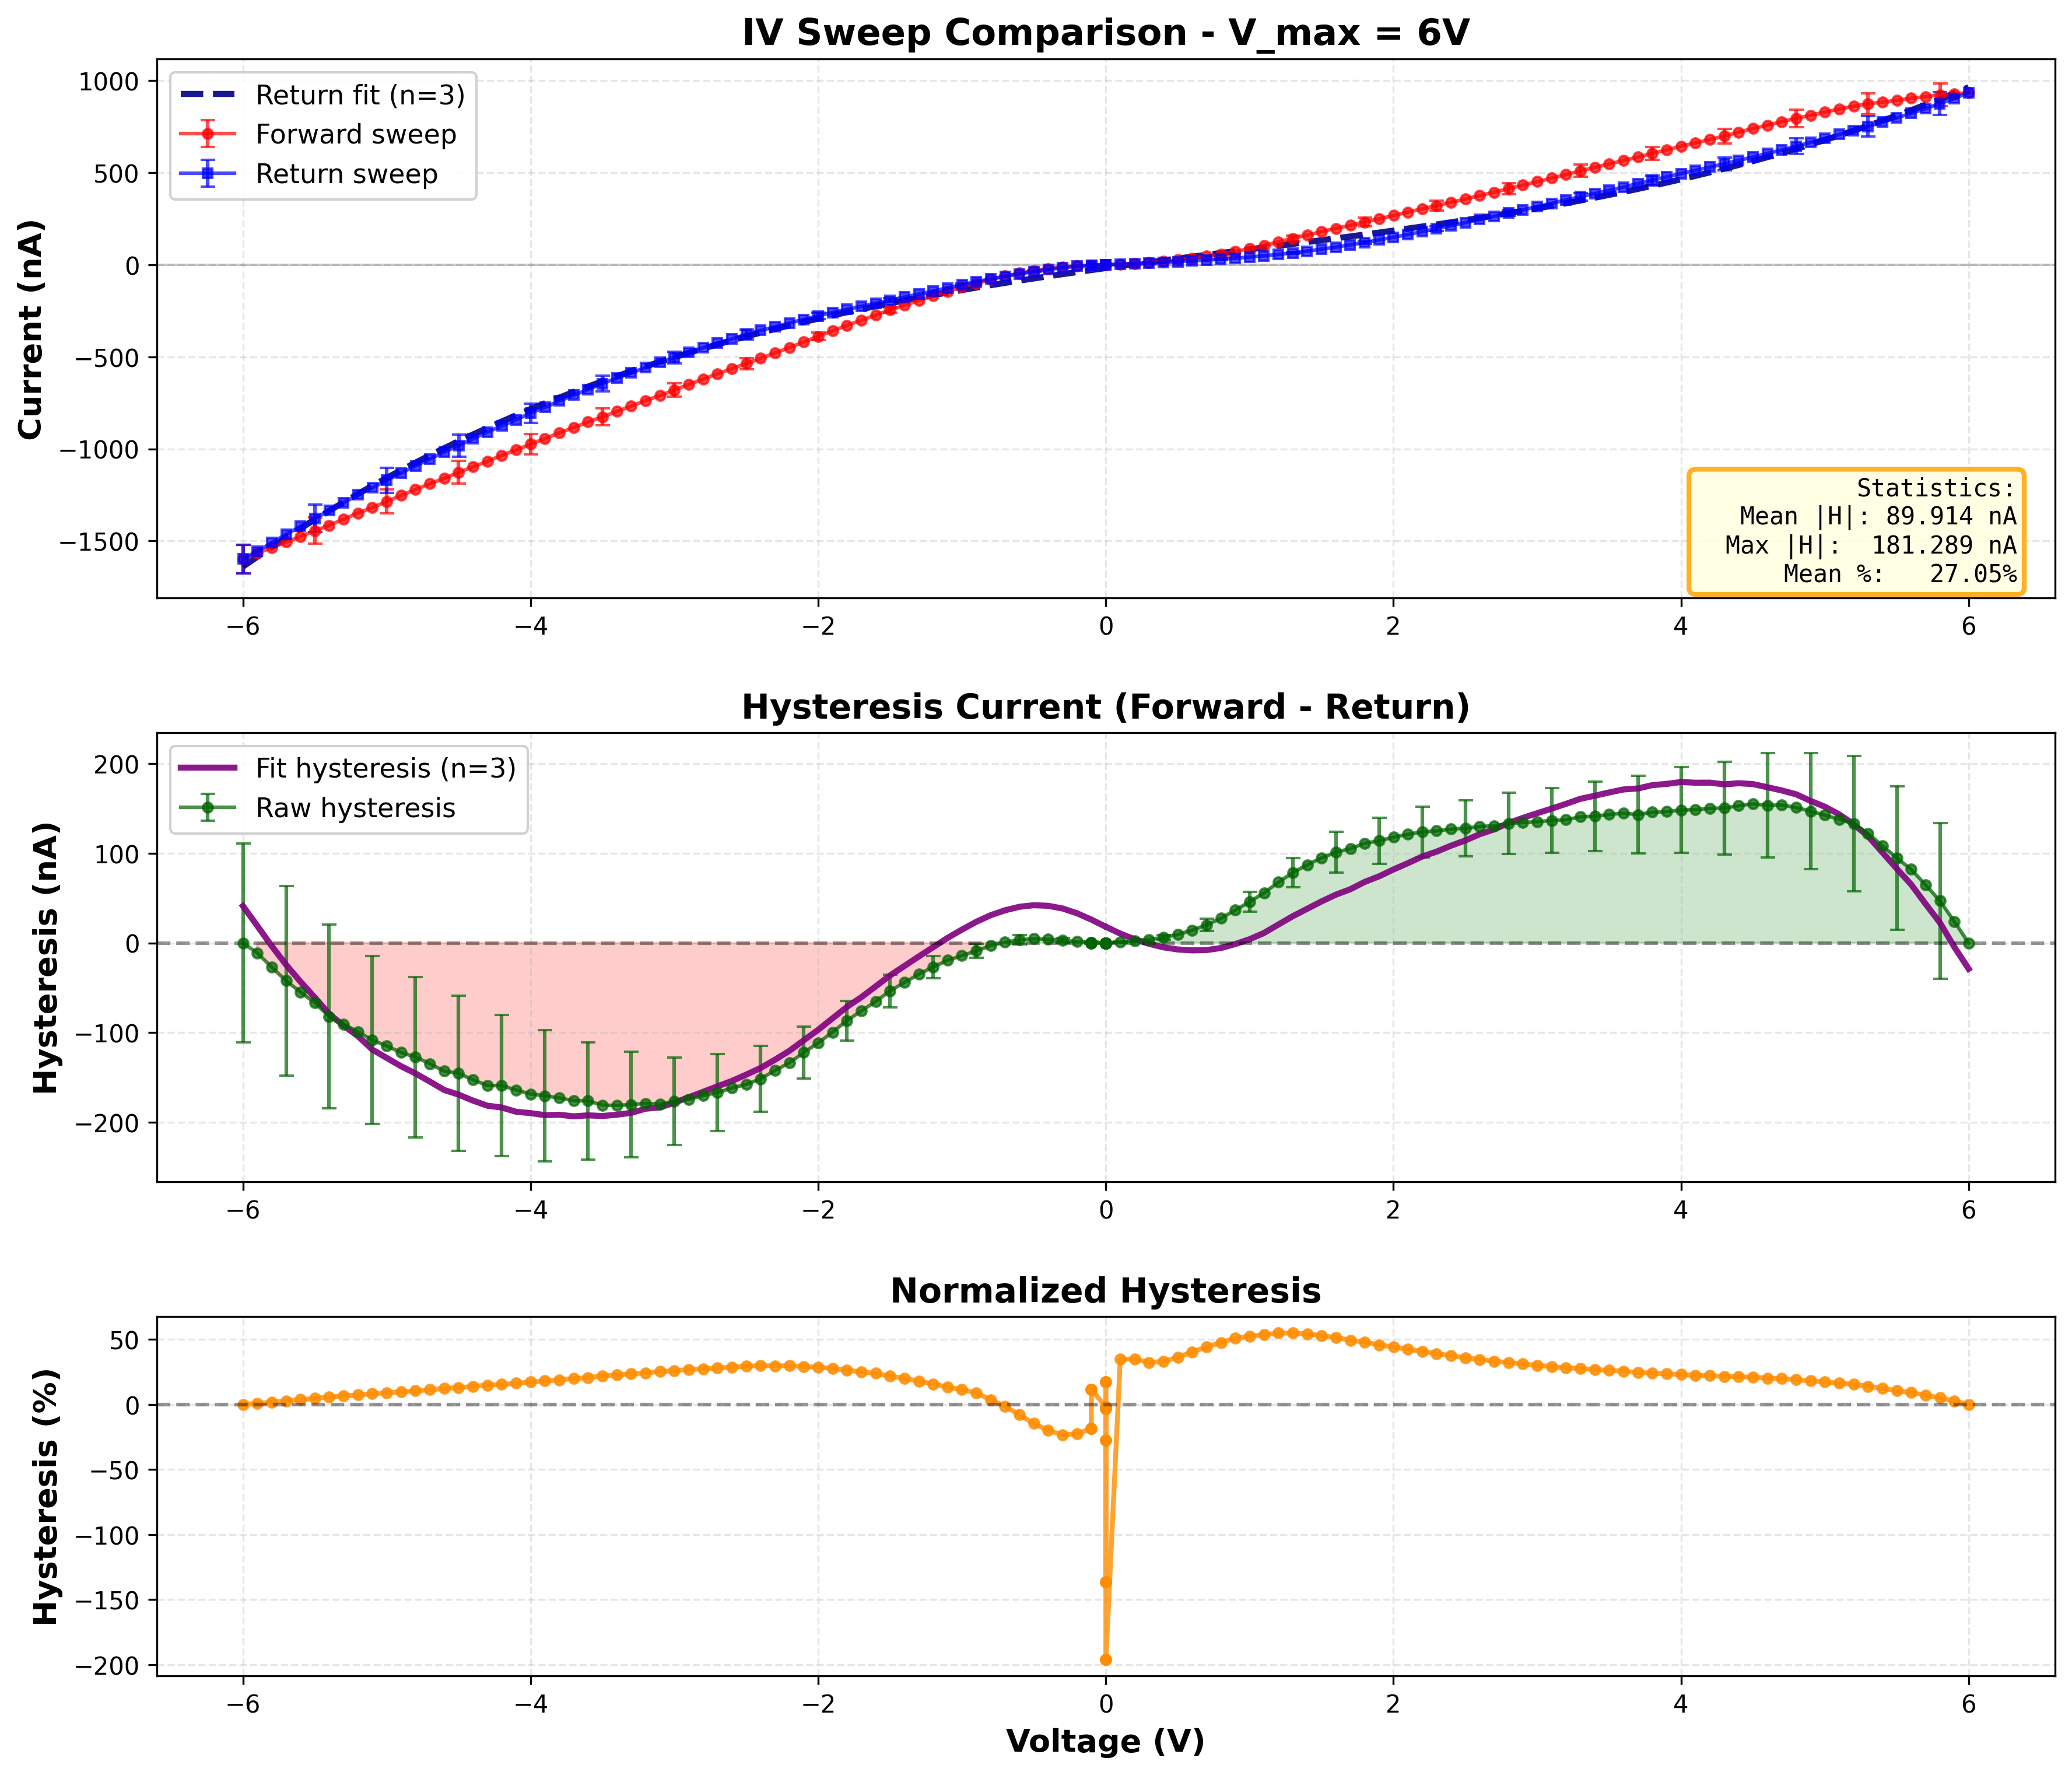 IV Sweep Comparison - V_max = 6V
Current (nA)
1000
500
0
−500
−1000
−1500
Return fit (n=3)
Forward sweep
Return sweep
Statistics:
Mean |H|: 89.914 nA
Max |H|: 181.289 nA
Mean %: 27.05%
−6 −4 −2 0 2 4 6
Hysteresis Current (Forward - Return)
Hysteresis (nA)
200
100
0
−100
−200
Fit hysteresis (n=3)
Raw hysteresis
−6 −4 −2 0 2 4 6
Normalized Hysteresis
Hysteresis (%)
50
0
−50
−100
−150
−200
−6 −4 −2 0 2 4 6
Voltage (V)